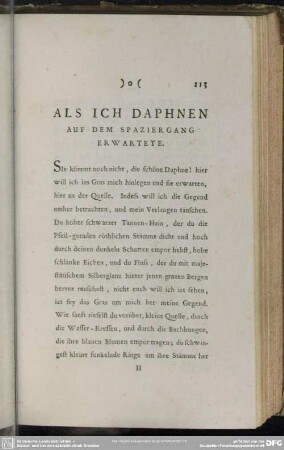 )o( 113
ALS ICH DAPHNEN
AUF DEM SPAZIERGANG
ERWARTETE.
Sie kömmt noch nicht, die schöne Daphne! hier
will ich ins Gras mich hinlegen und sie erwarten,
hier an der Quelle. Indess will ich die Gegend
umher betrachten, und mein Verlangen täuschen.
Du hoher schwarzer Tannen-Hain, der du die
Pfeil-geraden röthlichen Stämme dicht und hoch
durch deinen dunkeln Schatten empor hebst, hohe
schlanke Eichen, und du Fluss, der du mit maje-
stätischem Silberglanz hinter jenen grauen Bergen
hervor rauschest, nicht euch will ich izt sehen,
izt sey das Gras um mich her meine Gegend.
Wie sanft rieselst du vorüber, kleine Quelle, durch
die Wasser-Kressen, und durch die Bachbungen,
die ihre blauen Blumen empor tragen; du schwin-
gest kleine funkelnde Ringe um ihre Stämme her
H
DFG